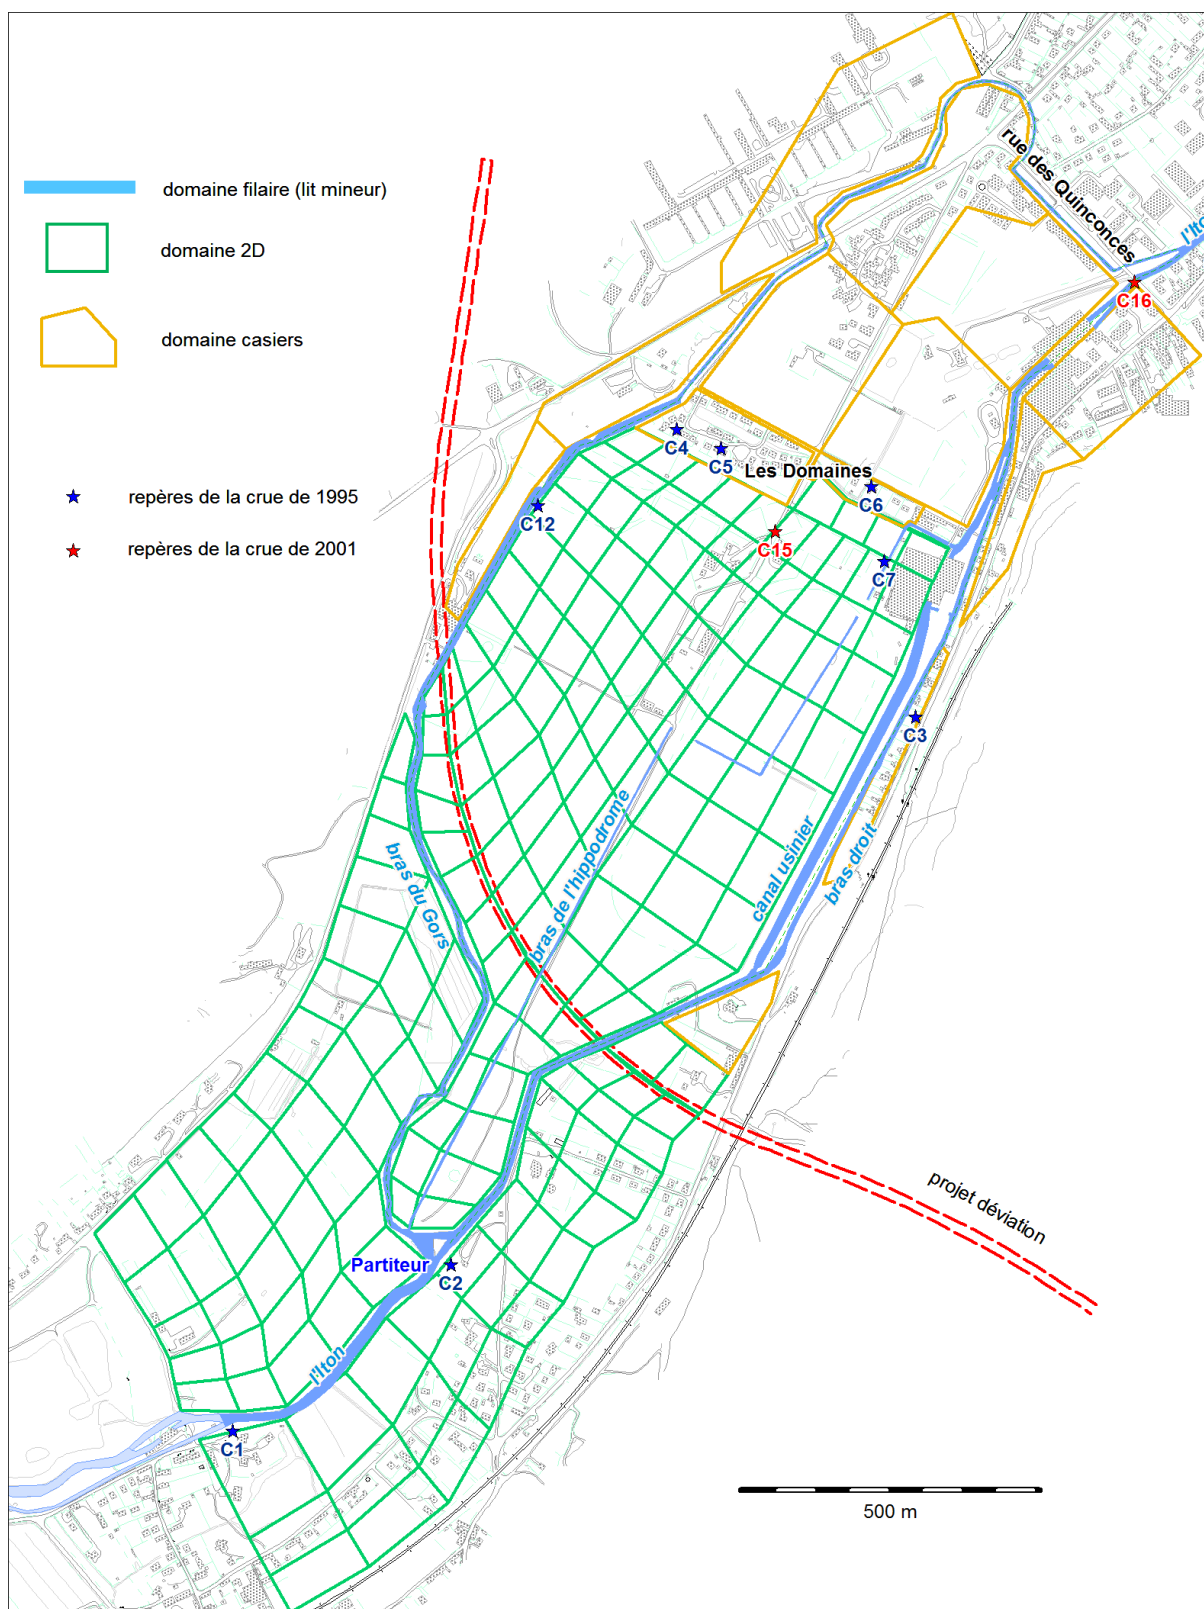 rue des Quinconces
domaine filaire (lit mineur)
l'Ito
domaine 2D
C16
domaine casiers
C4
C5
Les Domaines
repères de la crue de 1995
C6
C12
repères de la crue de 2001
C15
C7
C3
bras de l'hippodrome
canal usinier
bras droit
bras du Gors
projet déviation
Partiteur
C2
l'Iton
C1
500 m